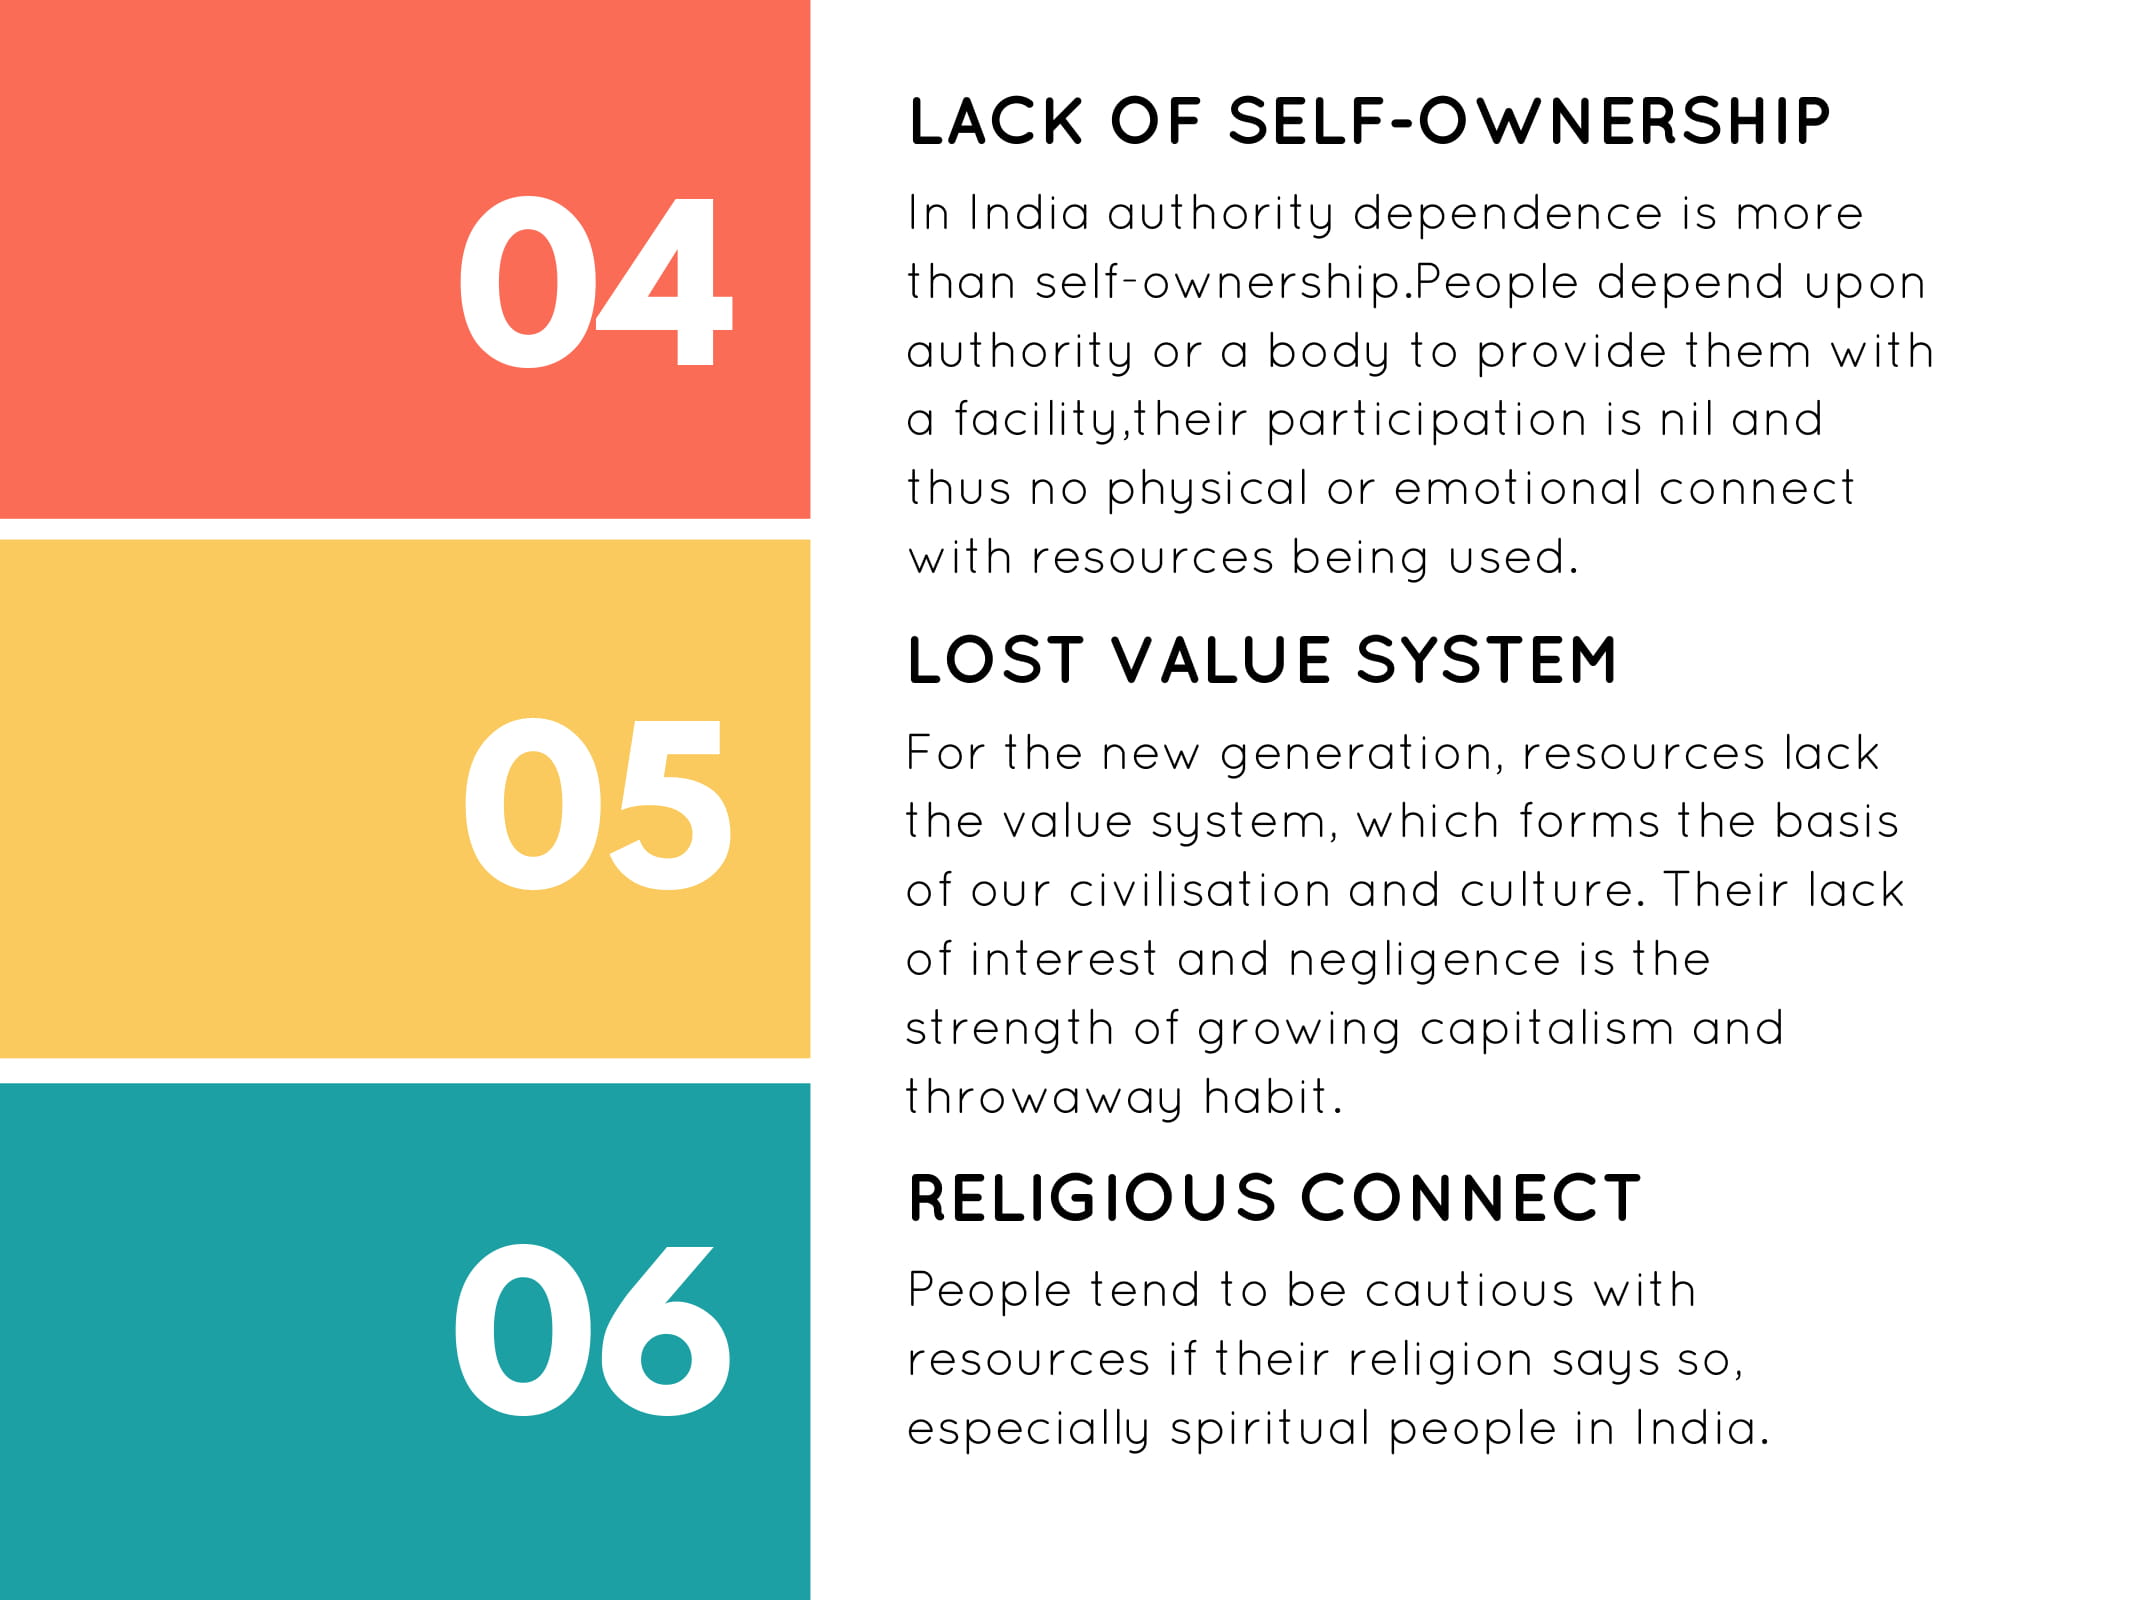 04
LACK OF SELF-OWNERSHIP
In India authority dependence is more
than self-ownership.People depend upon
authority or a body to provide them with
a facility,their participation is nil and
thus no physical or emotional connect
with resources being used.
05
LOST VALUE SYSTEM
For the new generation, resources lack
the value system, which forms the basis
of our civilisation and culture. Their lack
of interest and negligence is the
strength of growing capitalism and
throwaway habit.
06
RELIGIOUS CONNECT
People tend to be cautious with
resources if their religion says so,
especially spiritual people in India.